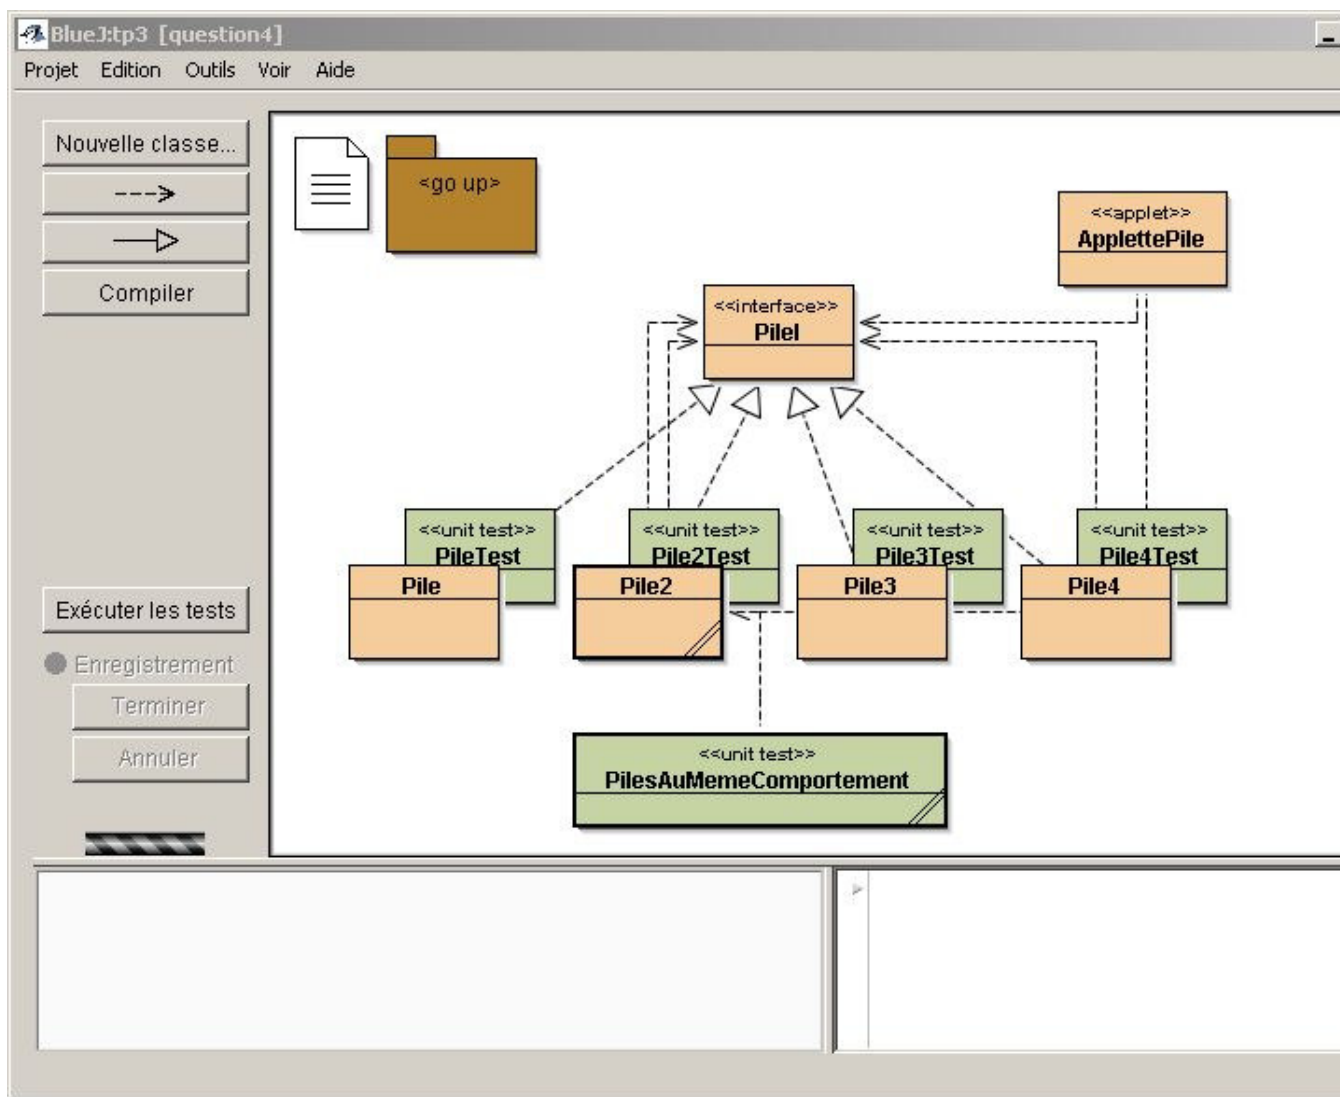 BlueJ:tp3 [question4]
Projet Edition Outils Voir Aide
Nouvelle classe...
Compiler
<go up>
<<applet>>
ApplettePile
<<interface>>
PileI
<<unit test>>
PileTest
<<unit test>>
Pile2Test
<<unit test>>
Pile3Test
<<unit test>>
Pile4Test
Pile
Pile2
Pile3
Pile4
Exécuter les tests
Enregistrement
Terminer
Annuler
<<unit test>>
PilesAuMemeComportement